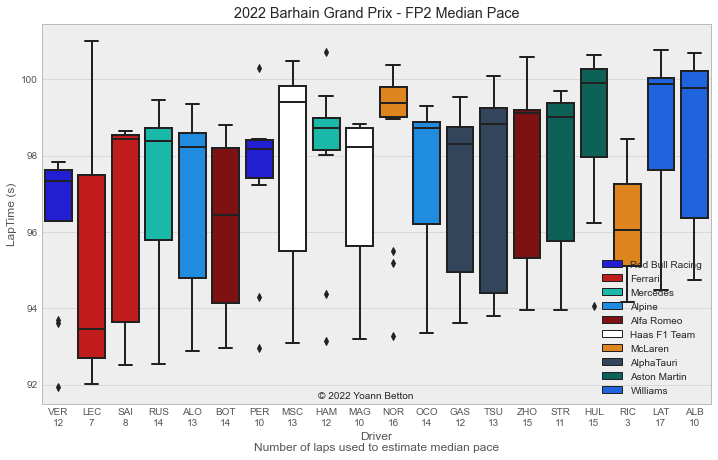 2022 Barhain Grand Prix - FP2 Median Pace
LapTime (s)
100
98
96
94
92
Red Bull Racing
Ferrari
Mercedes
Alpine
Alfa Romeo
Haas F1 Team
McLaren
AlphaTauri
Aston Martin
Williams
© 2022 Yoann Betton
VER LEC SAI RUS ALO BOT PER MSC HAM MAG NOR OCO GAS TSU ZHO STR HUL RIC LAT ALB
12 7 8 14 13 14 10 13 12 10 16 14 12 13 15 11 15 3 17 10
Driver
Number of laps used to estimate median pace